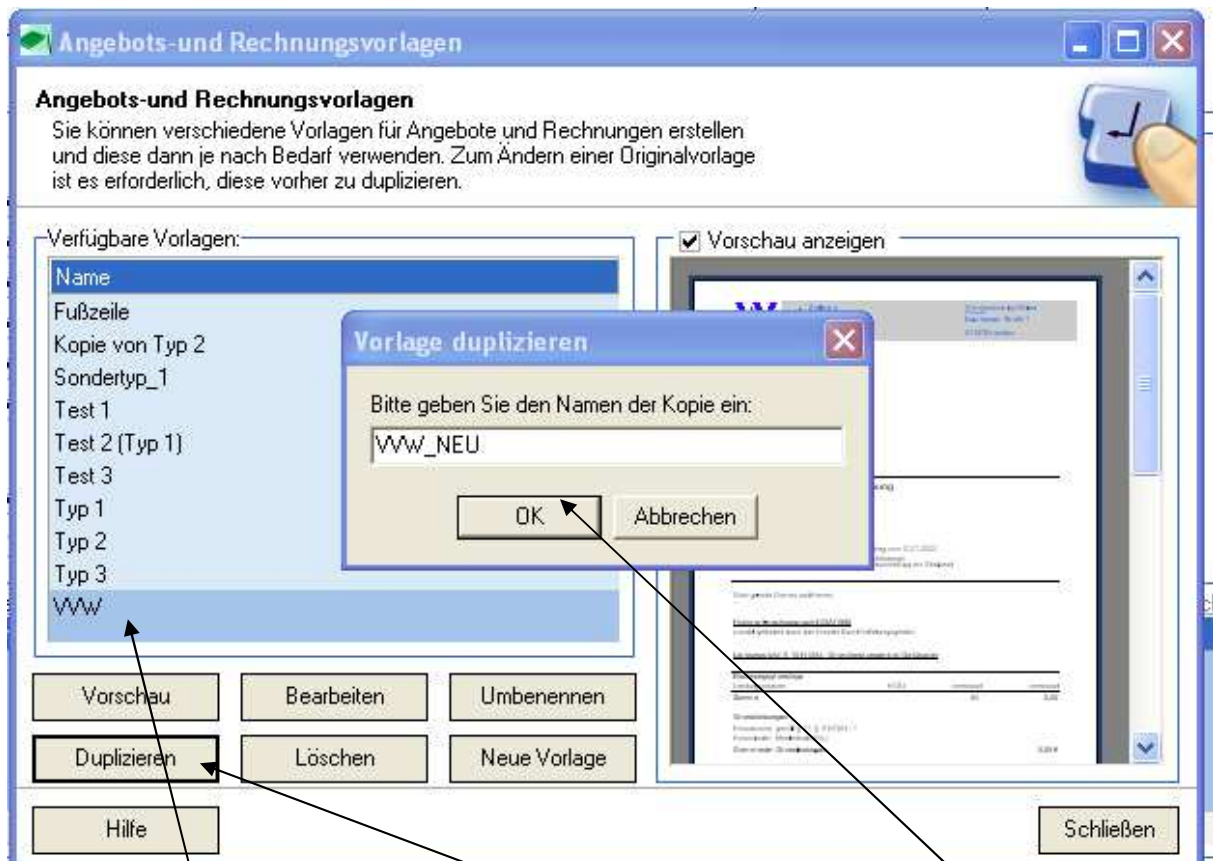 Angebots-und Rechnungsvorlagen
Angebots-und Rechnungsvorlagen
Sie können verschiedene Vorlagen für Angebote und Rechnungen erstellen
und diese dann je nach Bedarf verwenden. Zum Ändern einer Originalvorlage
ist es erforderlich, diese vorher zu duplizieren.
Verfügbare Vorlagen:
Name
Fußzeile
Kopie von Typ 2
Sondertyp_1
Test 1
Test 2 (Typ 1)
Test 3
Typ 1
Typ 2
Typ 3
VVW
Vorschau anzeigen
Vorlage duplizieren
Bitte geben Sie den Namen der Kopie ein:
VVW_NEU
OK
Abbrechen
Vorschau
Bearbeiten
Umbenennen
Duplizieren
Löschen
Neue Vorlage
Hilfe
Schließen